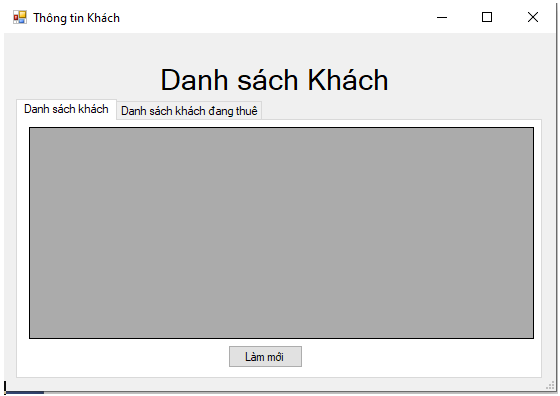 Thông tin Khách
Danh sách Khách
Danh sách khách
Danh sách khách đang thuê
Làm mới